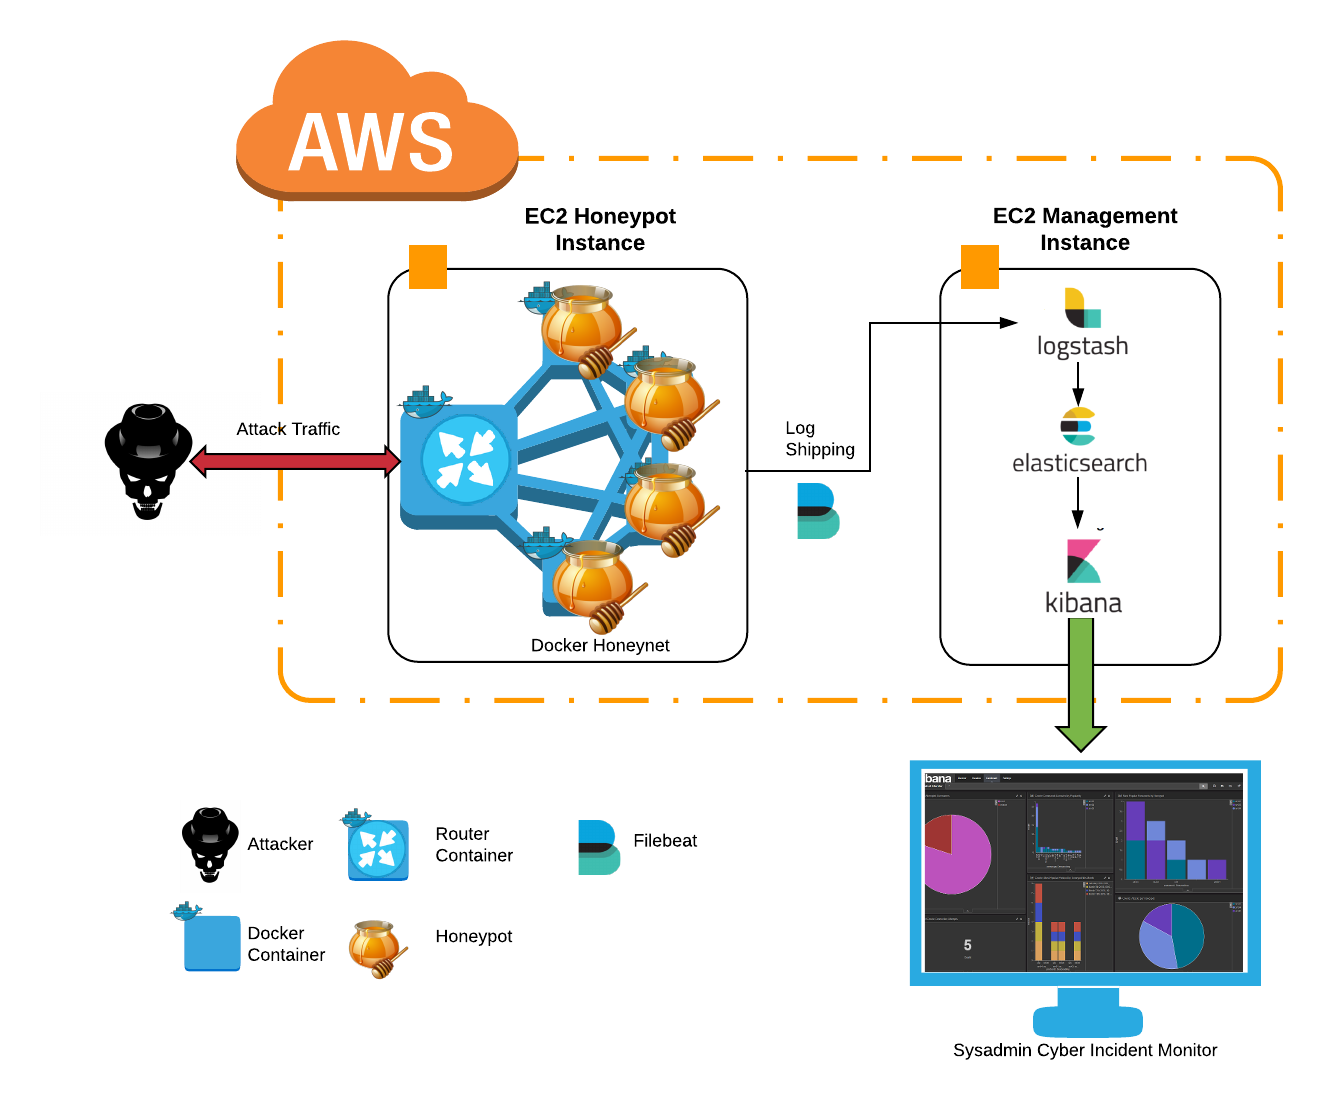 AWS
EC2 Honeypot
Instance
EC2 Management
Instance
logstash
Attack Traffic
Log
Shipping
elasticsearch
kibana
Docker Honeynet
bana
5
Attacker
Router
Container
Filebeat
Docker
Container
Honeypot
Sysadmin Cyber Incident Monitor